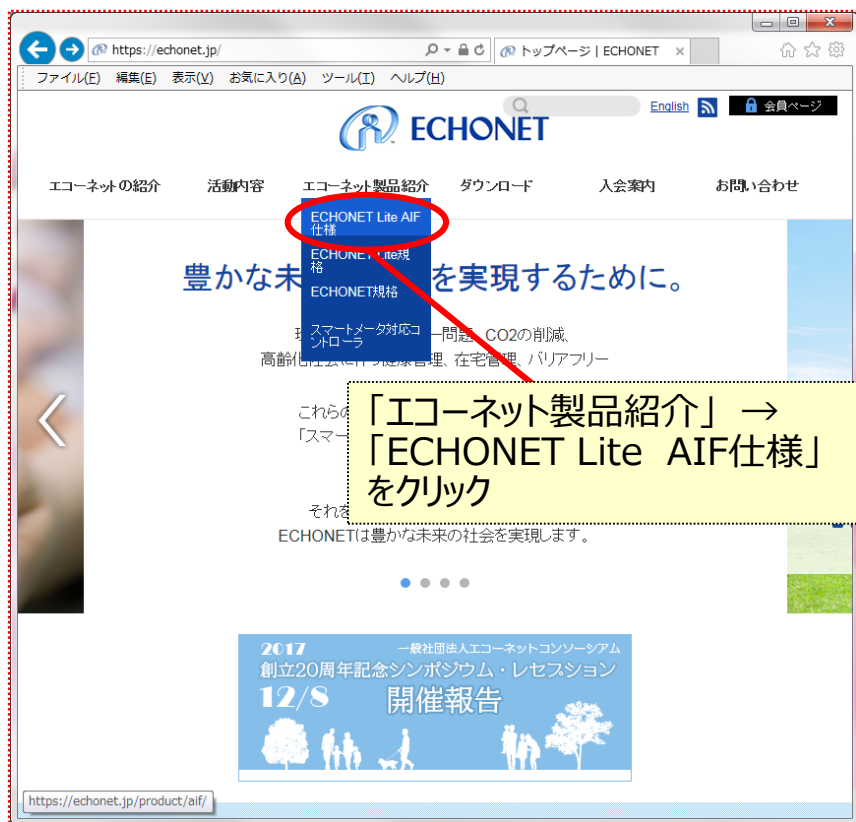 https://echonet.jp/
トップページ | ECHONET
ファイル(F) 編集(E) 表示(V) お気に入り(A) ツール(T) ヘルプ(H)
English
会員ページ
ECHONET
エコーネットの紹介 活動内容 エコーネット製品紹介 ダウンロード 入会案内 お問い合わせ
ECHONET Lite AIF
仕様
ECHONET Lite規
格
ECHONET規格
スマートメータ対応コ
ントローラ
豊かな未 を実現するために。
問題、CO2の削減、
高齢化社会に伴う健康管理、在宅管理、バリアフリー
これらの
「スマー
それを
ECHONETは豊かな未来の社会を実現します。
「エコーネット製品紹介」 →
「ECHONET Lite AIF仕様」
をクリック
2017 一般社団法人エコーネットコンソーシアム
創立20周年記念シンポジウム・レセプション
12/8 開催報告
https://echonet.jp/product/aif/